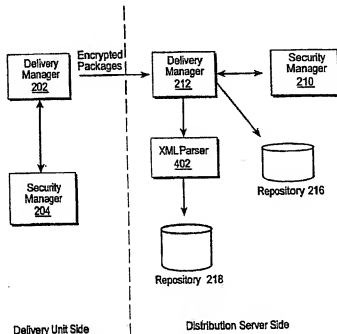 Delivery
Manager
202
Encrypted
Packages
Delivery
Manager
212
Security
Manager
210
XML Parser
402
Security
Manager
204
Repository 216
Repository 218
Delivery Unit Side
Distribution Server Side